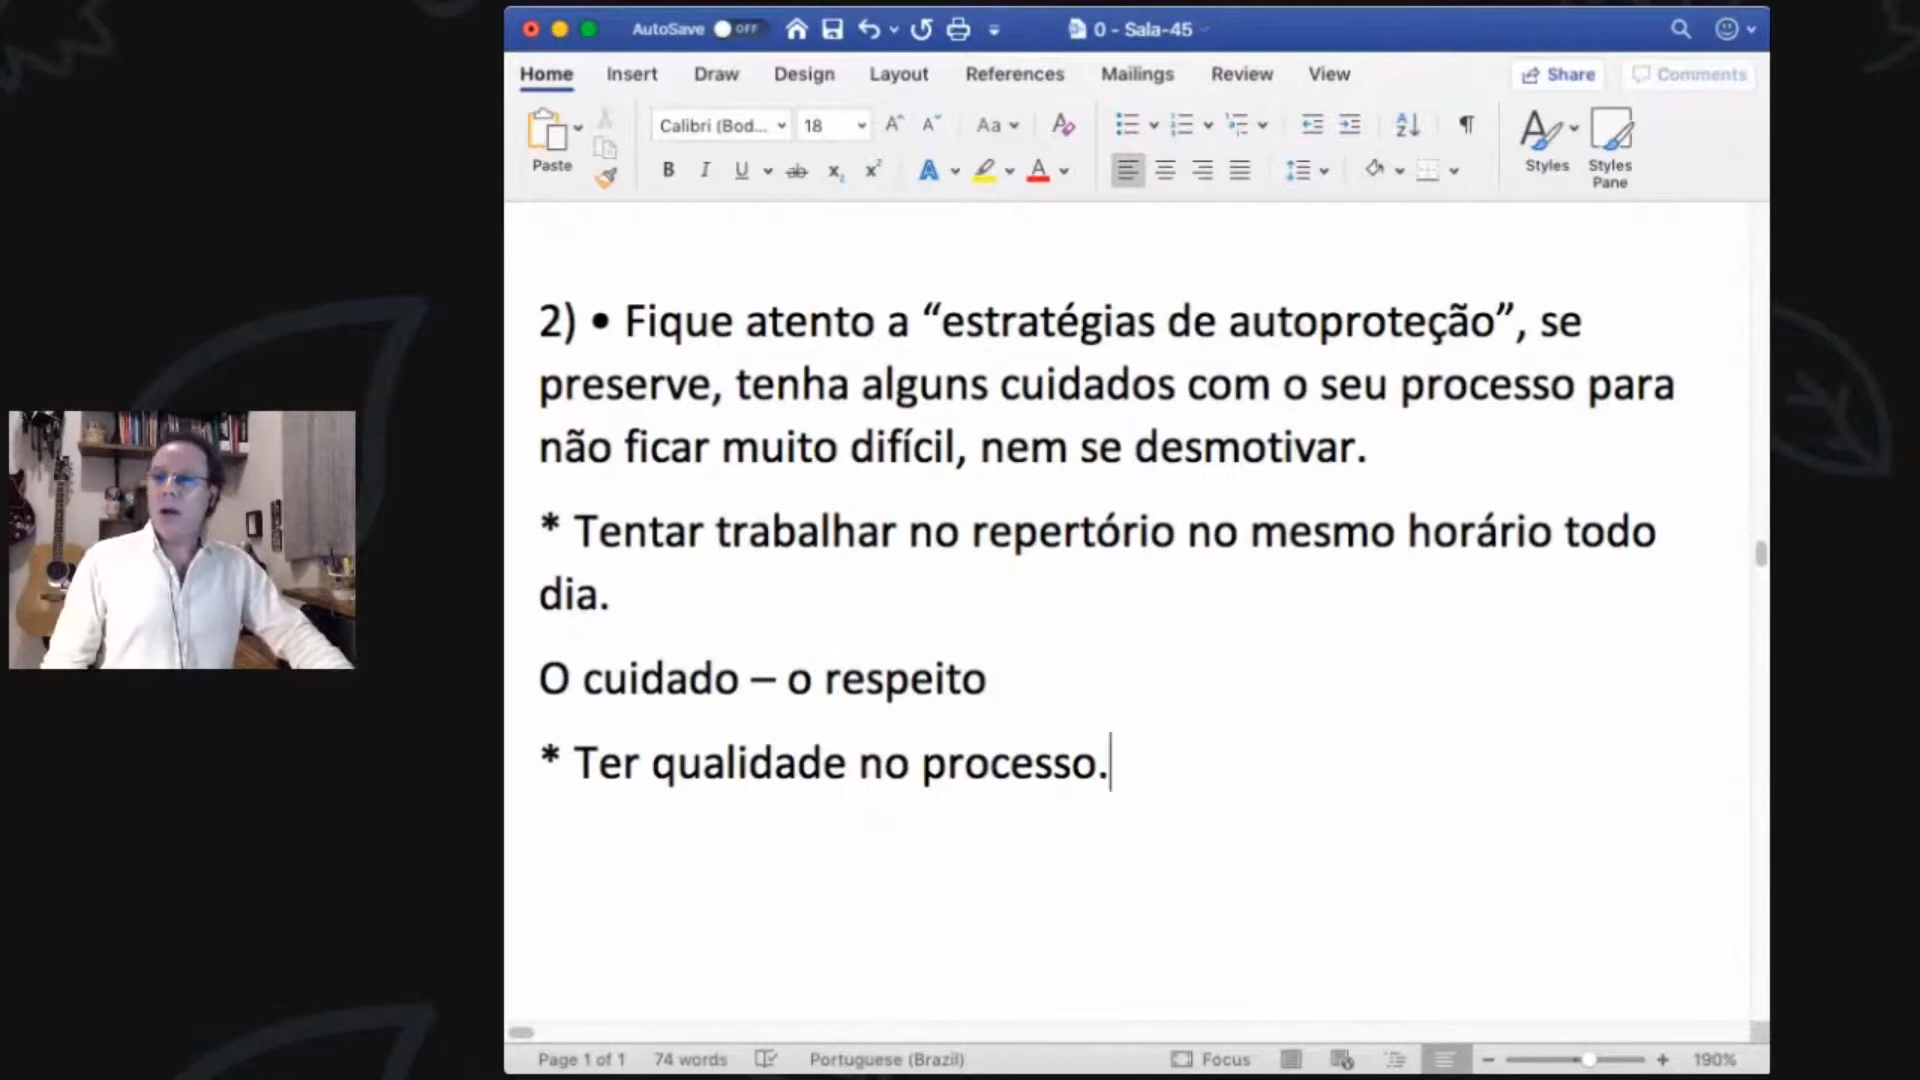 AutoSave OFF 0 - Sala-45
Home Insert Draw Design Layout References Mailings Review View Share Comments
Calibri (Bod... 18 Aa
Paste B I U ab x₂ x² A A Styles Styles
Pane
2) • Fique atento a “estratégias de autoproteção”, se
preserve, tenha alguns cuidados com o seu processo para
não ficar muito difícil, nem se desmotivar.
* Tentar trabalhar no repertório no mesmo horário todo
dia.
O cuidado – o respeito
* Ter qualidade no processo.
Page 1 of 1 74 words Portuguese (Brazil) Focus 190%